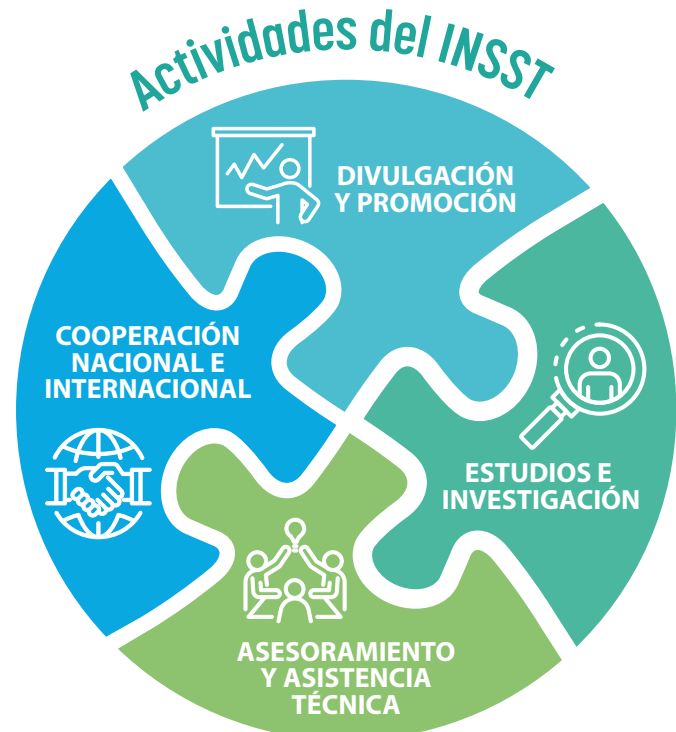 Actividades del INSST
DIVULGACIÓN
Y PROMOCIÓN
COOPERACIÓN
NACIONAL E
INTERNACIONAL
ESTUDIOS E
INVESTIGACIÓN
ASESORAMIENTO
Y ASISTENCIA
TÉCNICA